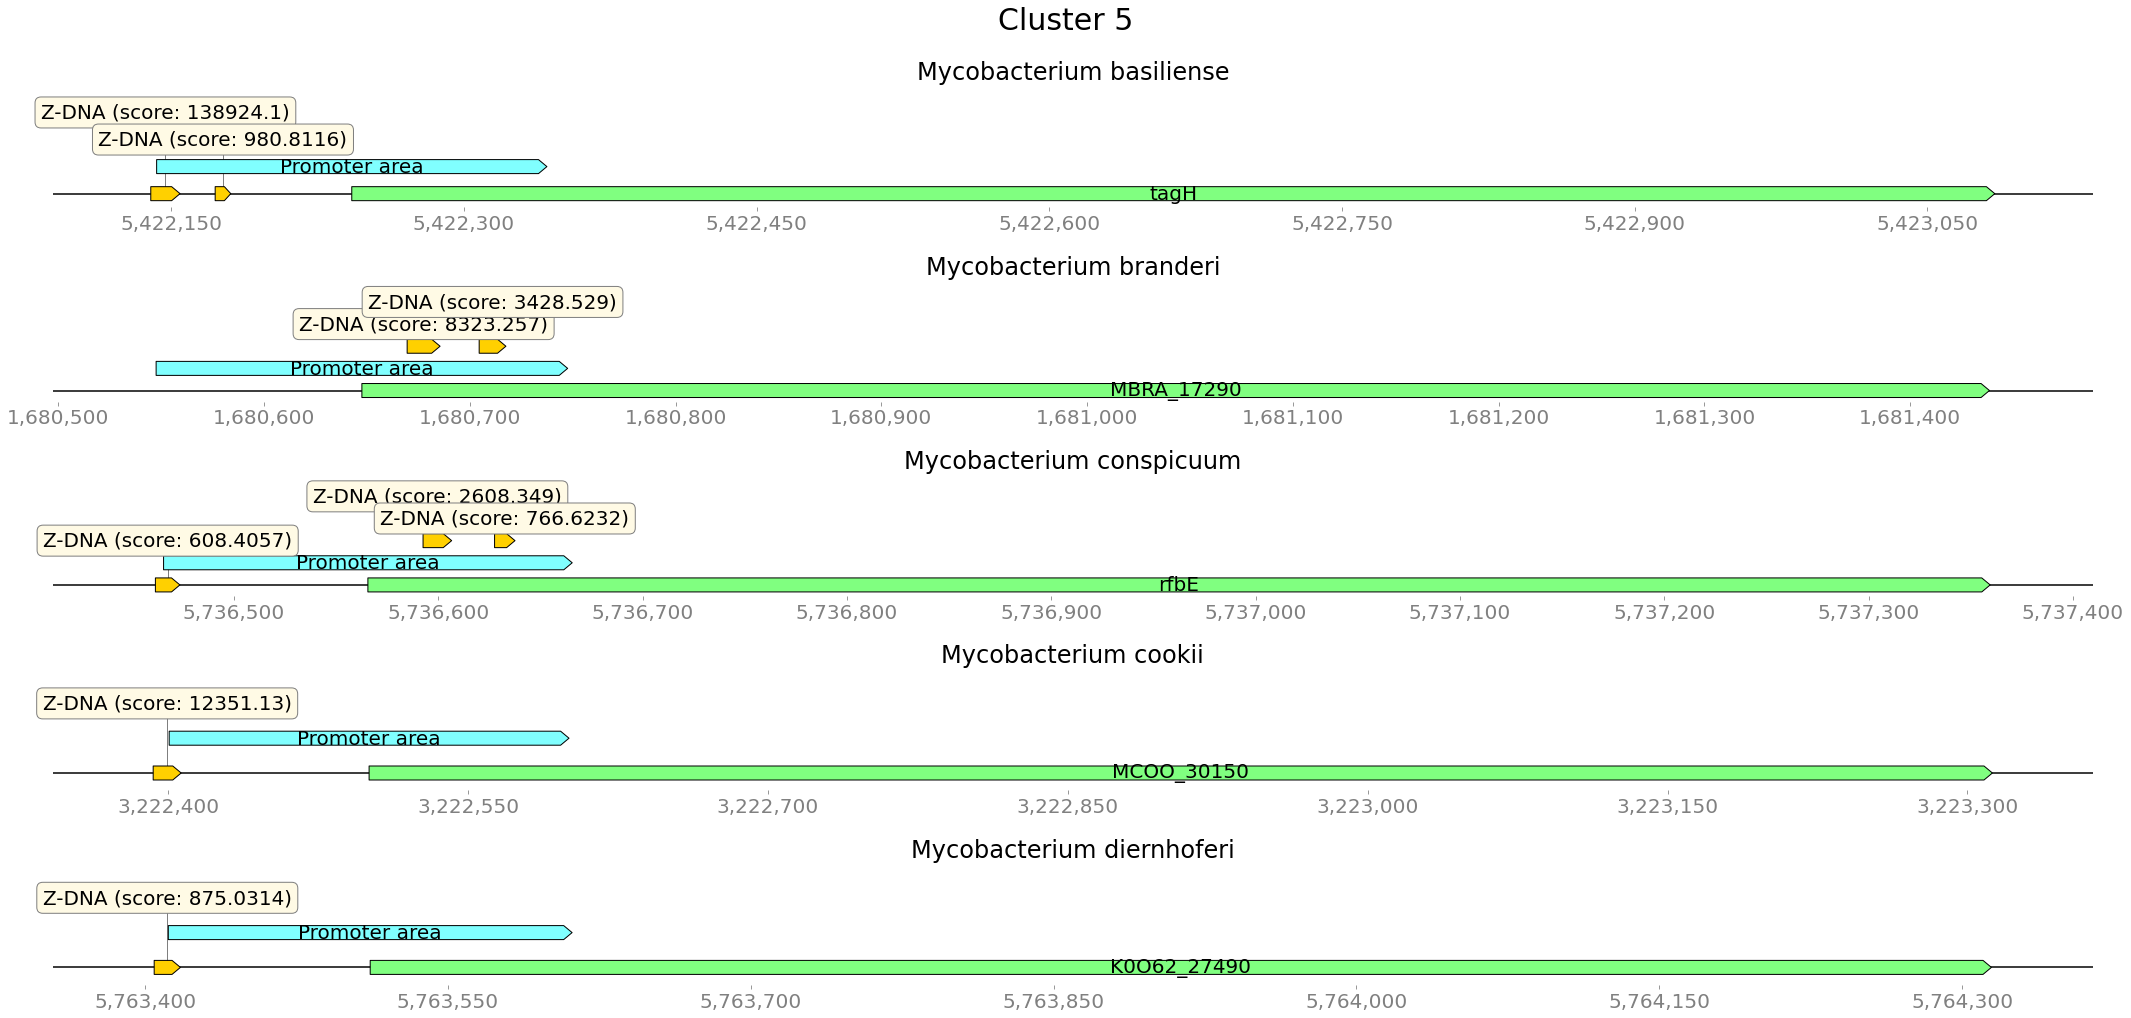 Cluster 5
Mycobacterium basiliense
Z-DNA (score: 138924.1)
Z-DNA (score: 980.8116)
Promoter area
tagH
5,422,150 5,422,300 5,422,450 5,422,600 5,422,750 5,422,900 5,423,050
Mycobacterium branderi
Z-DNA (score: 3428.529)
Z-DNA (score: 8323.257)
Promoter area
MBRA_17290
1,680,500 1,680,600 1,680,700 1,680,800 1,680,900 1,681,000 1,681,100 1,681,200 1,681,300 1,681,400
Mycobacterium conspicuum
Z-DNA (score: 2608.349)
Z-DNA (score: 766.6232)
Z-DNA (score: 608.4057)
Promoter area
rfbE
5,736,500 5,736,600 5,736,700 5,736,800 5,736,900 5,737,000 5,737,100 5,737,200 5,737,300 5,737,400
Mycobacterium cookii
Z-DNA (score: 12351.13)
Promoter area
MCOO_30150
3,222,400 3,222,550 3,222,700 3,222,850 3,223,000 3,223,150 3,223,300
Mycobacterium diernhoferi
Z-DNA (score: 875.0314)
Promoter area
K0O62_27490
5,763,400 5,763,550 5,763,700 5,763,850 5,764,000 5,764,150 5,764,300